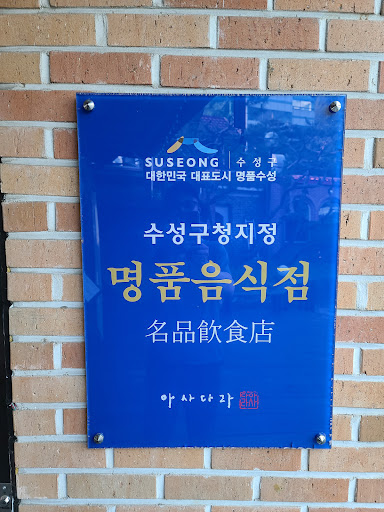 SUSEONG 수성구
대한민국 대표도시 명품수성
수성구청지정
명품음식점
名品飲食店
아사다라